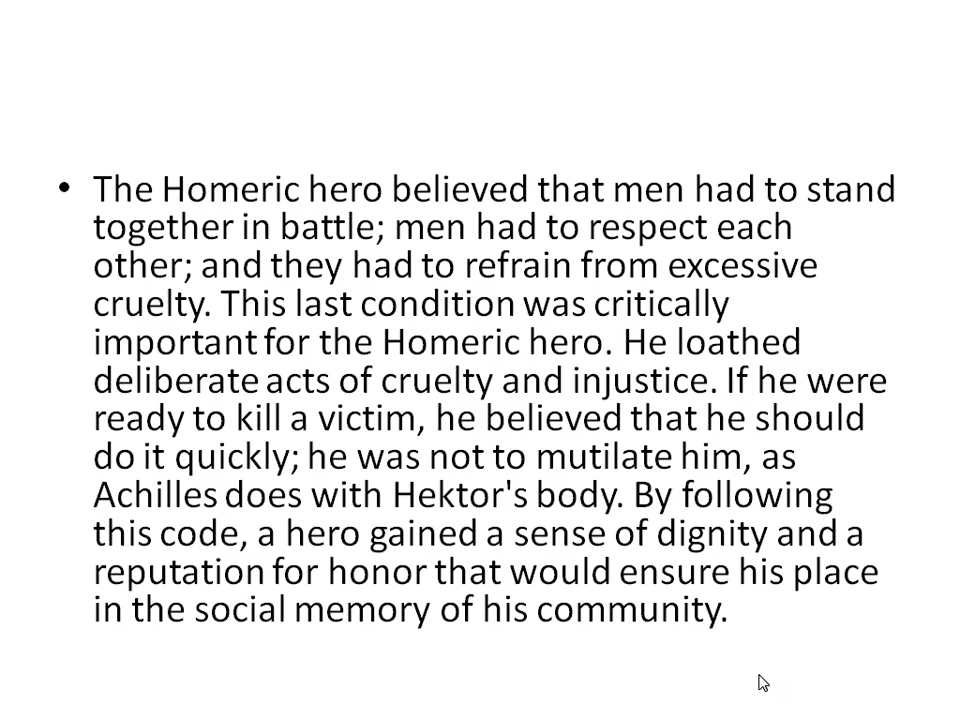 • The Homeric hero believed that men had to stand
together in battle; men had to respect each
other; and they had to refrain from excessive
cruelty. This last condition was critically
important for the Homeric hero. He loathed
deliberate acts of cruelty and injustice. If he were
ready to kill a victim, he believed that he should
do it quickly; he was not to mutilate him, as
Achilles does with Hektor's body. By following
this code, a hero gained a sense of dignity and a
reputation for honor that would ensure his place
in the social memory of his community.